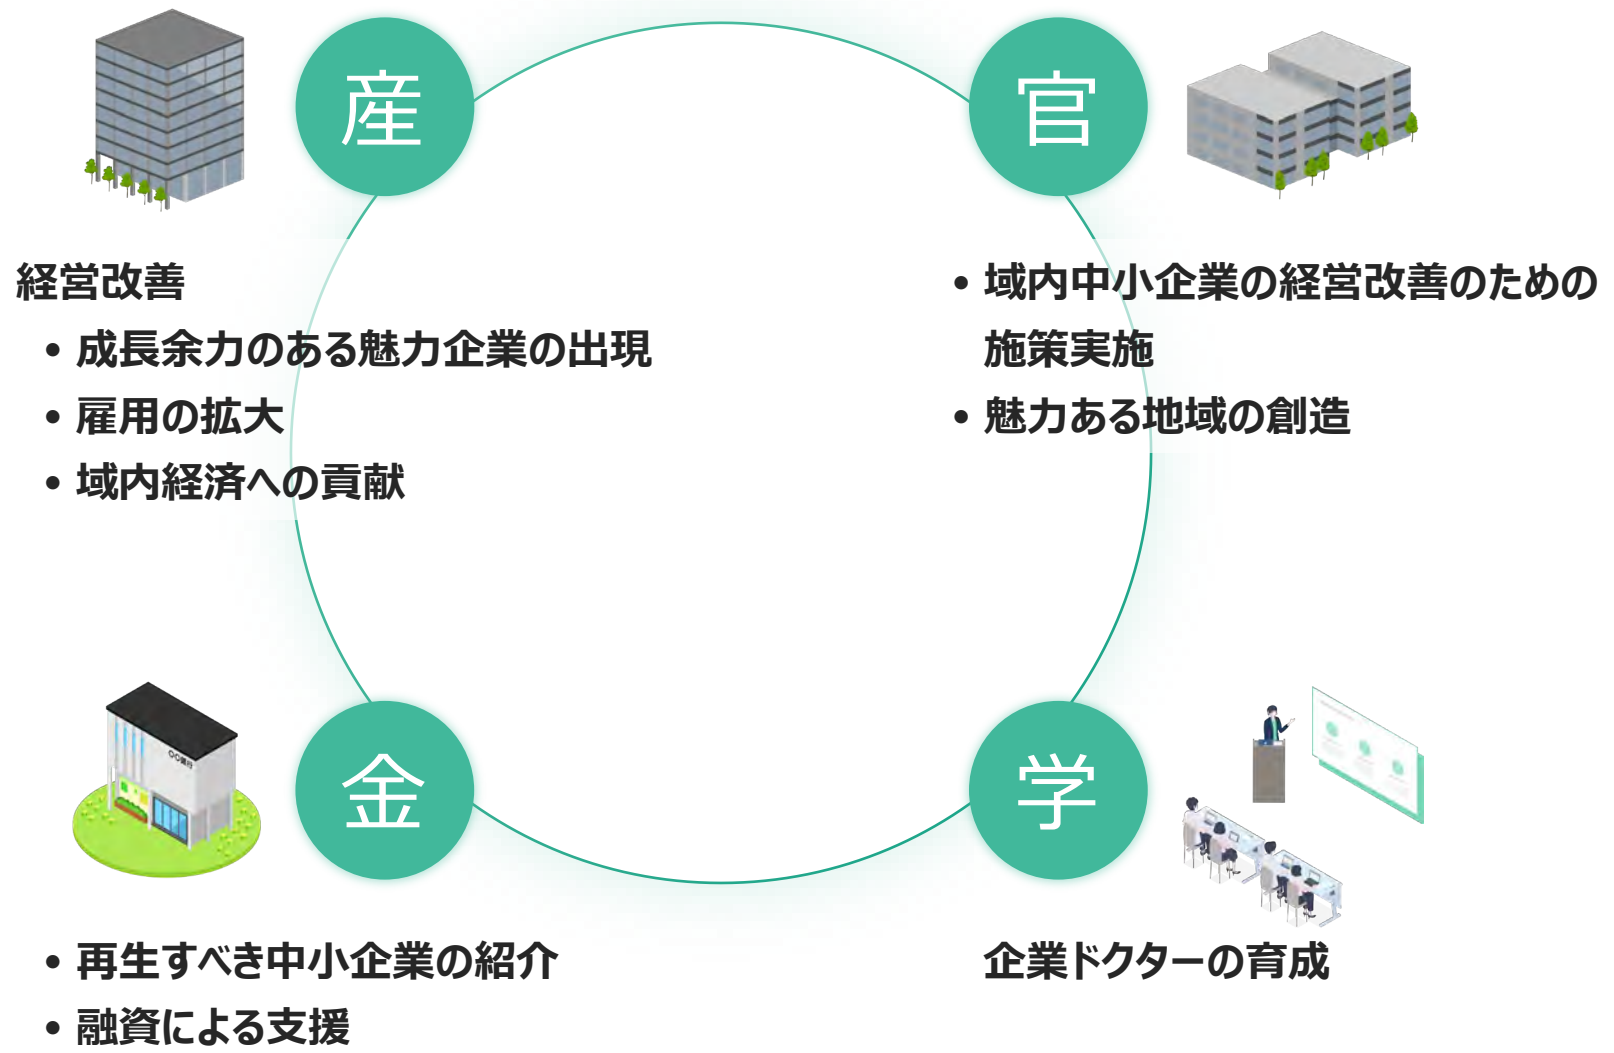 産
経営改善
• 成長余力のある魅力企業の出現
• 雇用の拡大
• 域内経済への貢献
官
• 域内中小企業の経営改善のための
施策実施
• 魅力ある地域の創造
金
〇〇銀行
• 再生すべき中小企業の紹介
• 融資による支援
学
企業ドクターの育成